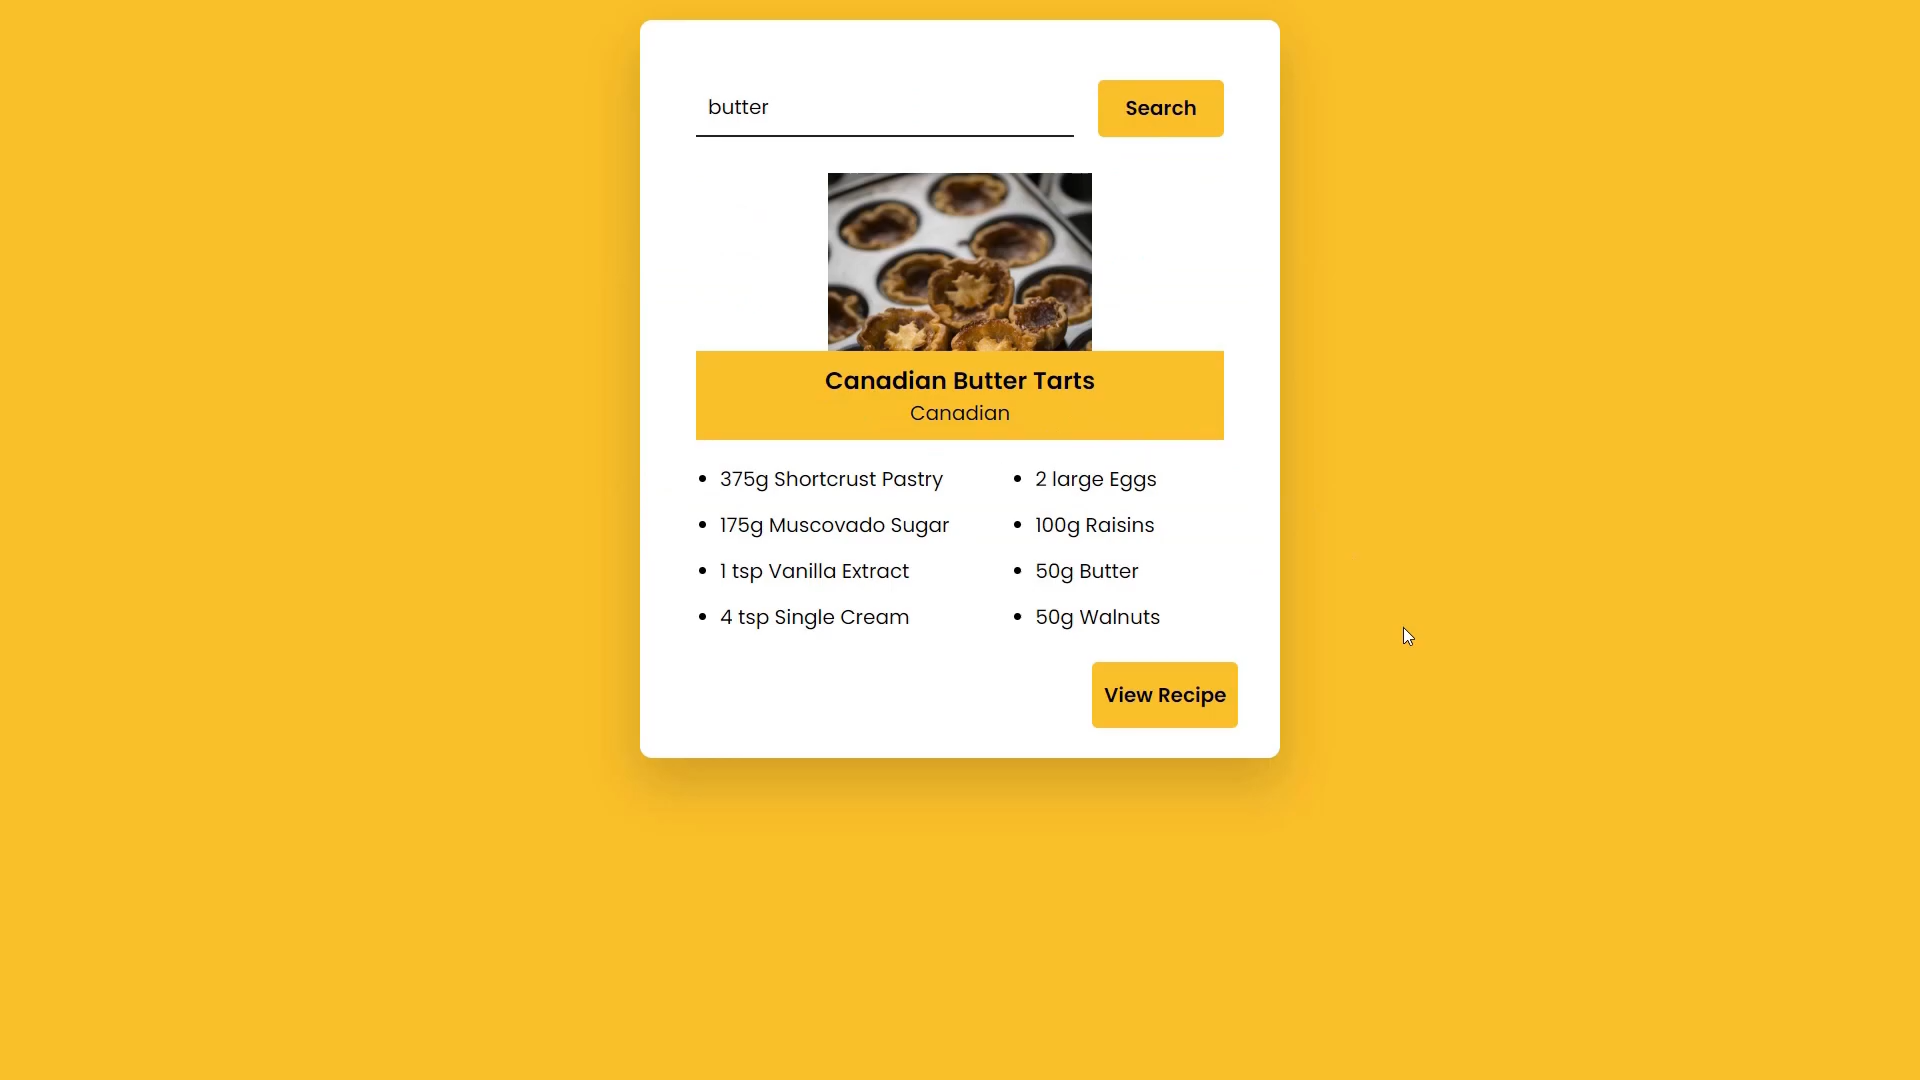 butter
Search
Canadian Butter Tarts
Canadian
375g Shortcrust Pastry
175g Muscovado Sugar
1 tsp Vanilla Extract
4 tsp Single Cream
2 large Eggs
100g Raisins
50g Butter
50g Walnuts
View Recipe